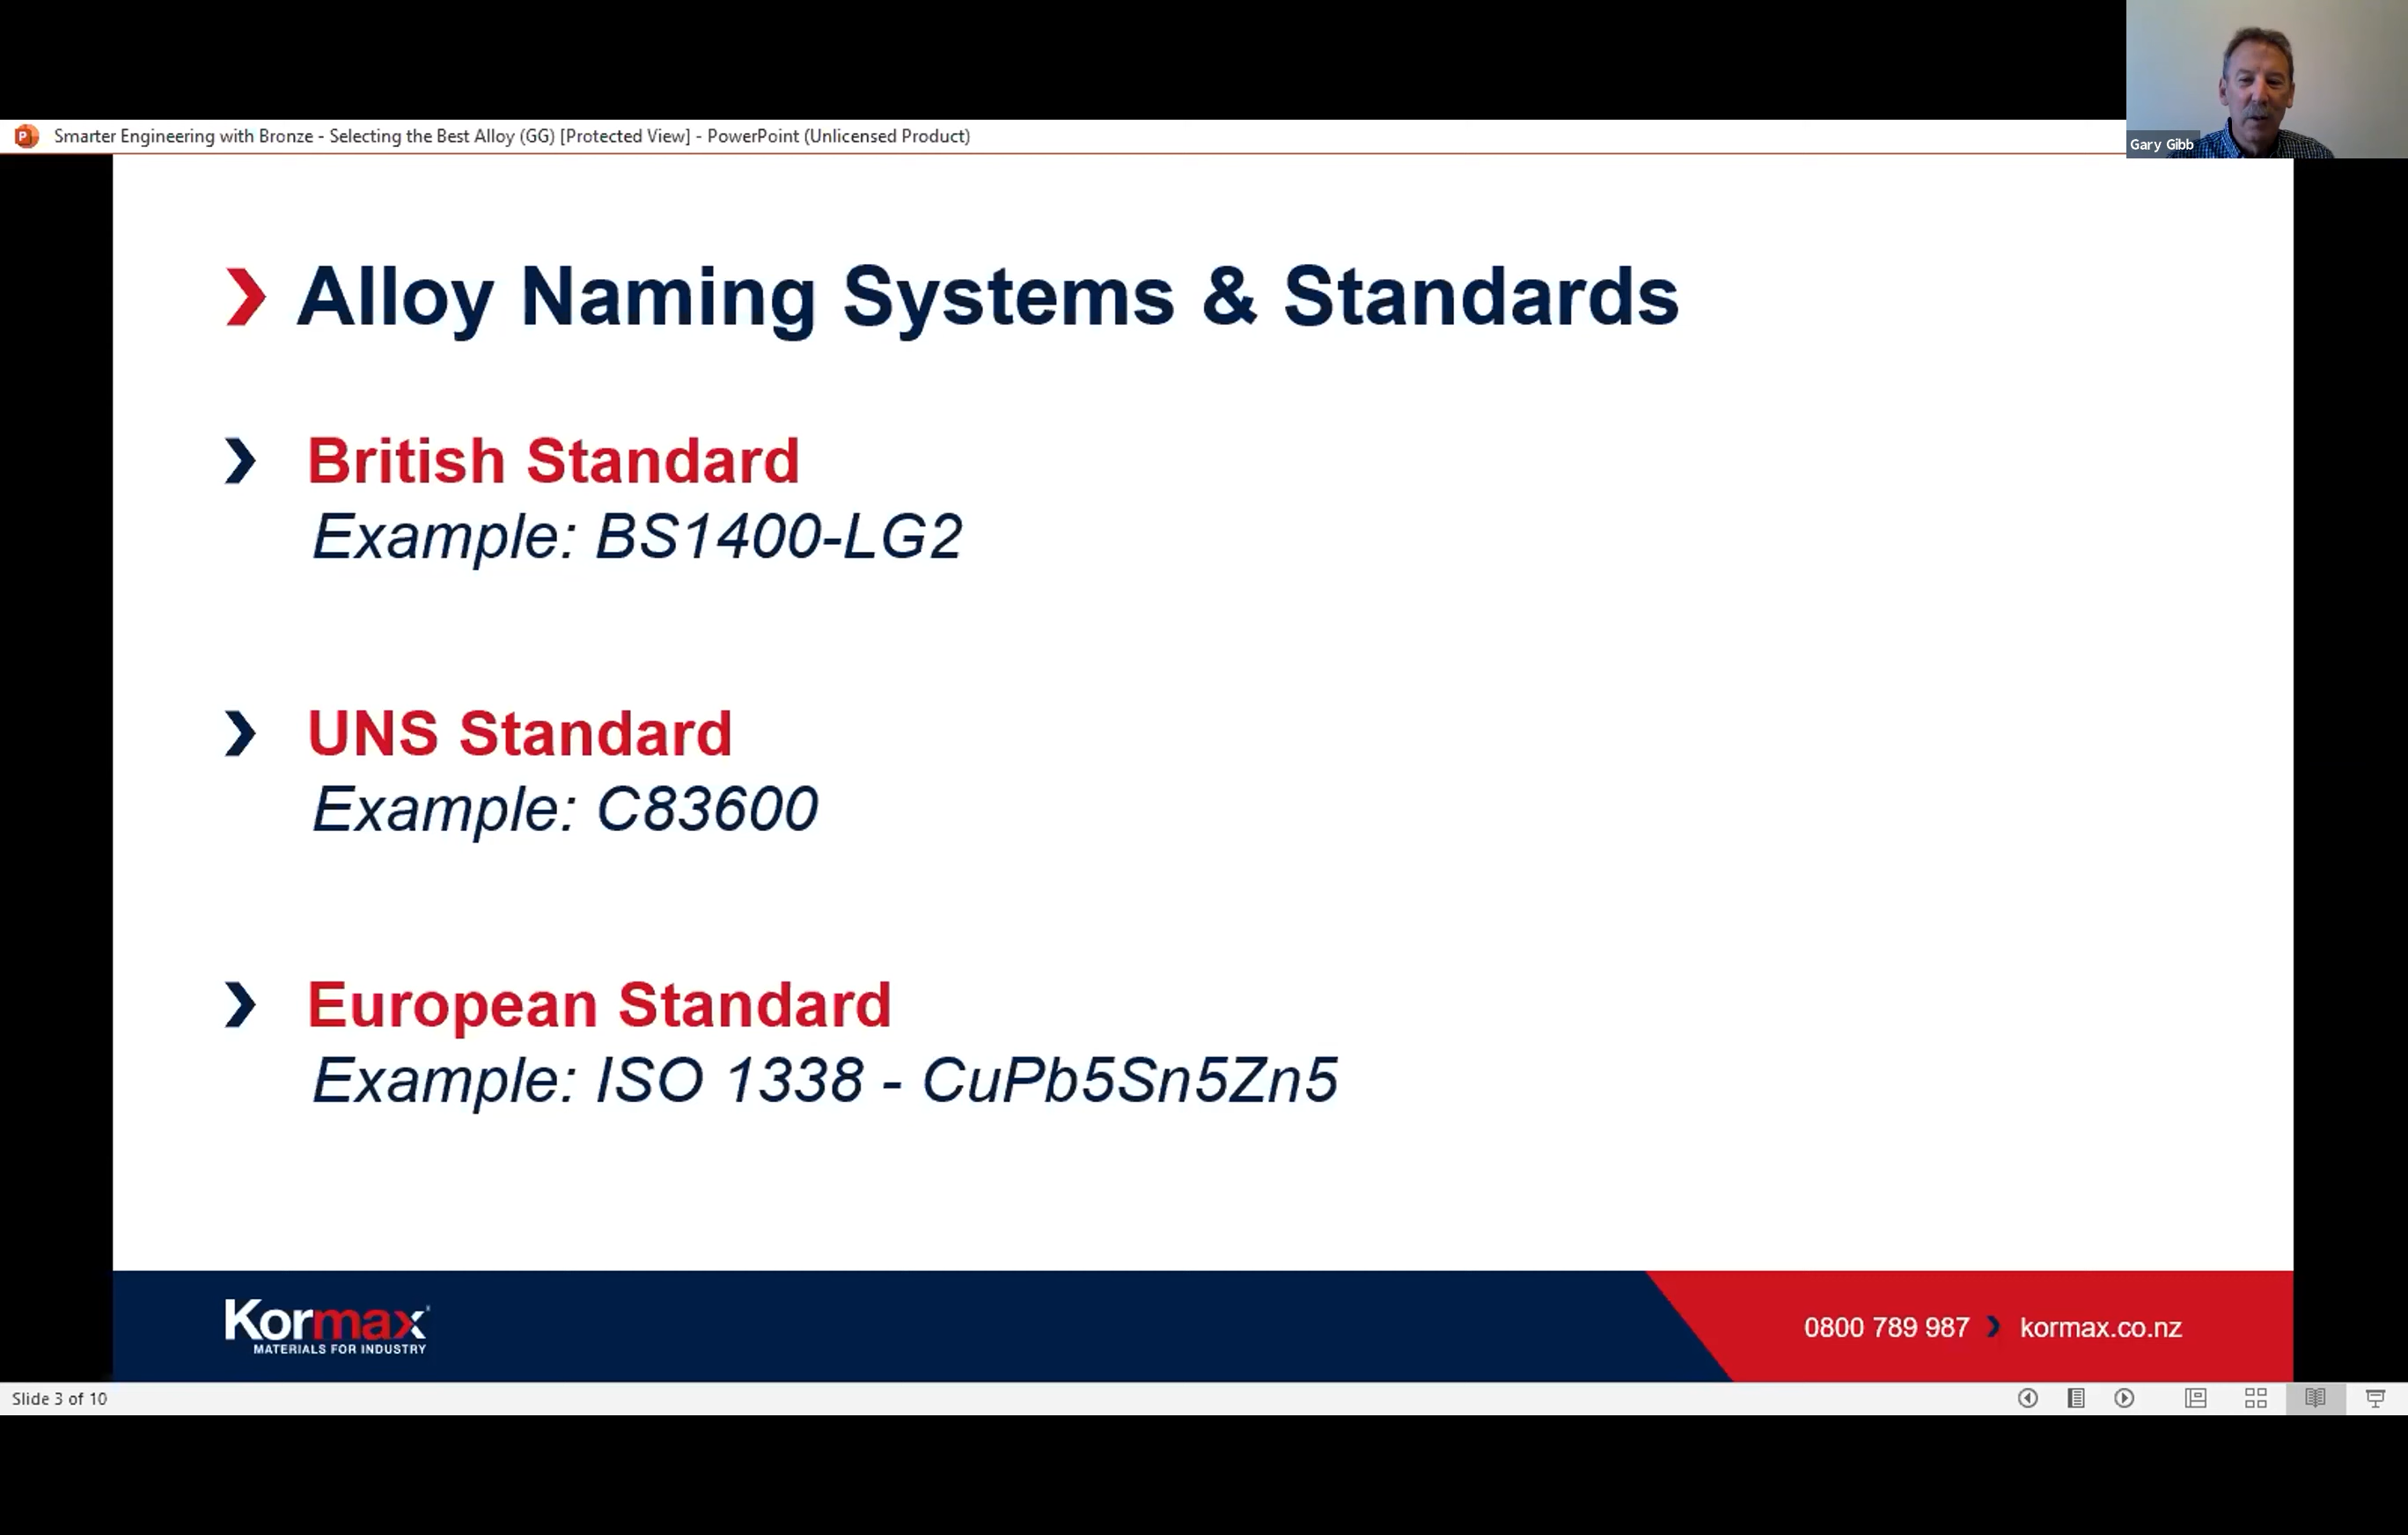 Gary Gibb
Smarter Engineering with Bronze - Selecting the Best Alloy (GG) [Protected View] - PowerPoint (Unlicensed Product)
Alloy Naming Systems & Standards
British Standard
Example: BS1400-LG2
UNS Standard
Example: C83600
European Standard
Example: ISO 1338 - CuPb5Sn5Zn5
Kormax
MATERIALS FOR INDUSTRY
0800 789 987 kormax.co.nz
Slide 3 of 10